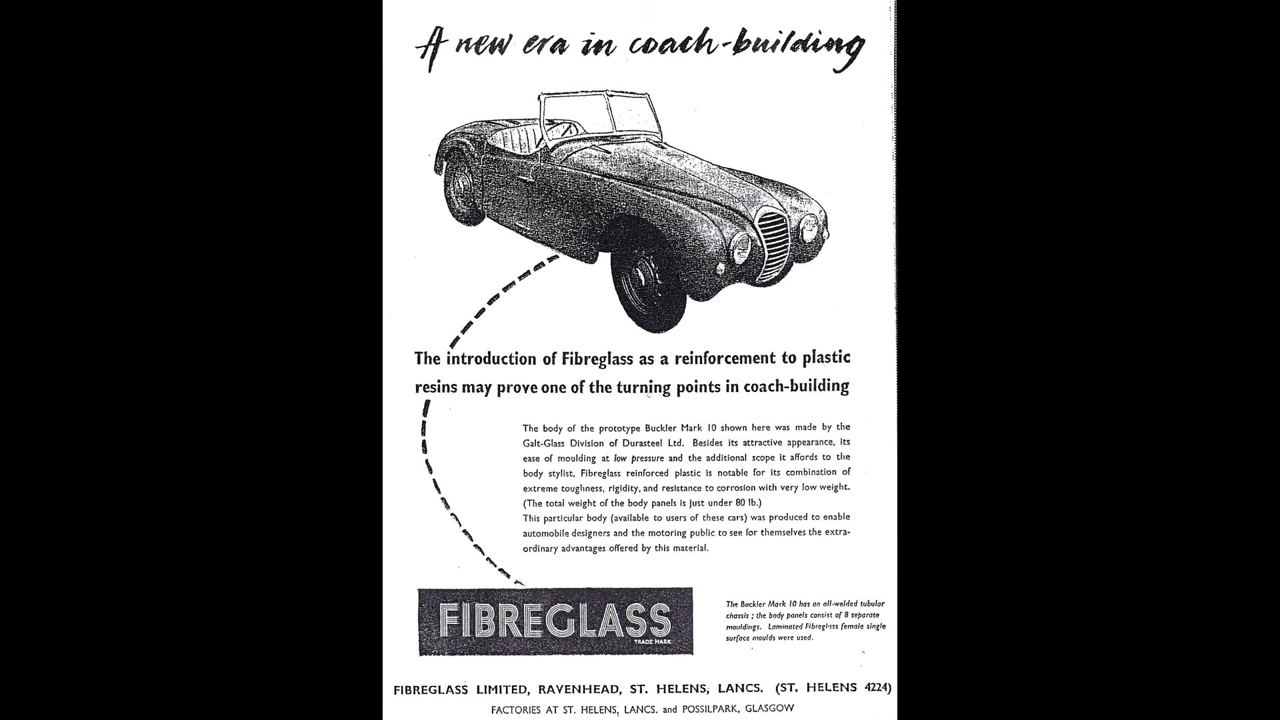 A new era in coach-building
The introduction of Fibreglass as a reinforcement to plastic
resins may prove one of the turning points in coach-building
The body of the prototype Buckler Mark 10 shown here was made by the
Galt-Glass Division of Durasteel Ltd. Besides its attractive appearance, its
ease of moulding at low pressure and the additional scope it affords to the
body stylist, Fibreglass reinforced plastic is notable for its combination of
extreme toughness, rigidity, and resistance to corrosion with very low weight.
(The total weight of the body panels is just under 80 lb.)
This particular body (available to users of these cars) was produced to enable
automobile designers and the motoring public to see for themselves the extra-
ordinary advantages offered by this material.
FIBREGLASS
TRADE MARK
The Buckler Mark 10 has an all-welded tubular
chassis ; the body panels consist of 8 separate
mouldings. Laminated Fibreglass female single
surface moulds were used.
FIBREGLASS LIMITED, RAVENHEAD, ST. HELENS, LANCS. (ST. HELENS 4224)
FACTORIES AT ST. HELENS, LANCS. and POSSILPARK, GLASGOW